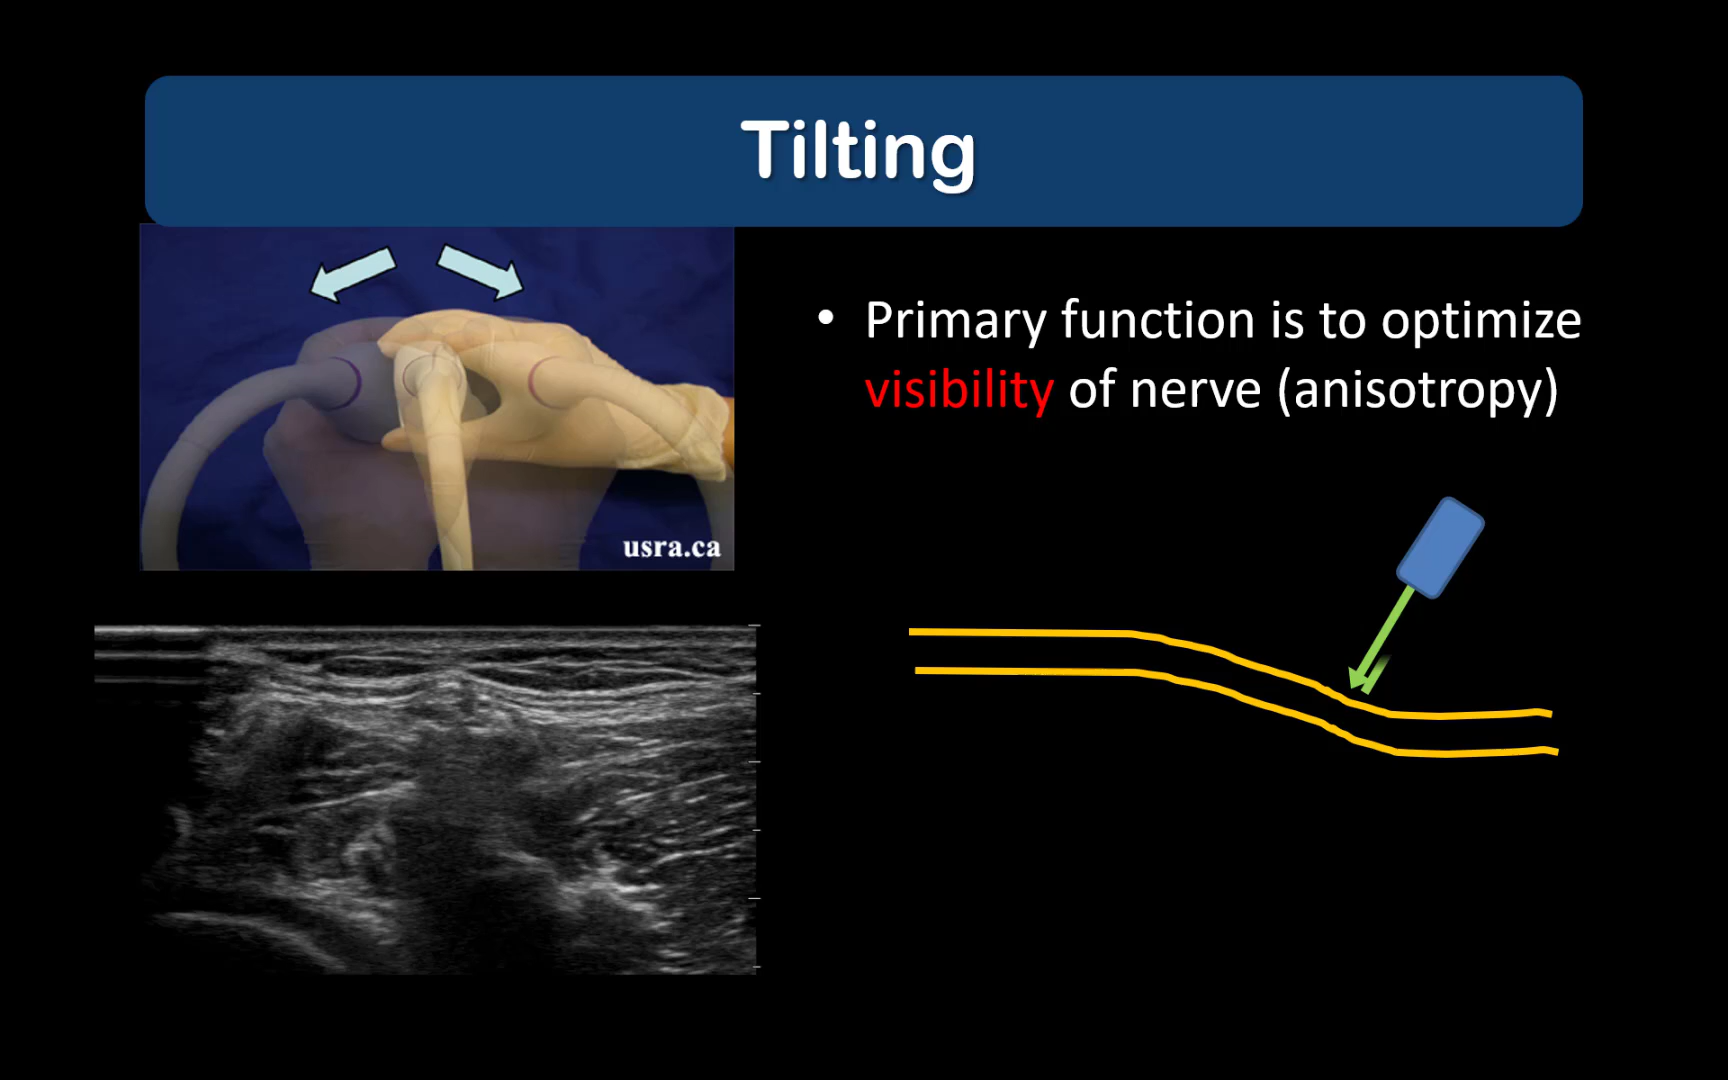 Tilting
• Primary function is to optimize
visibility of nerve (anisotropy)
usra.ca